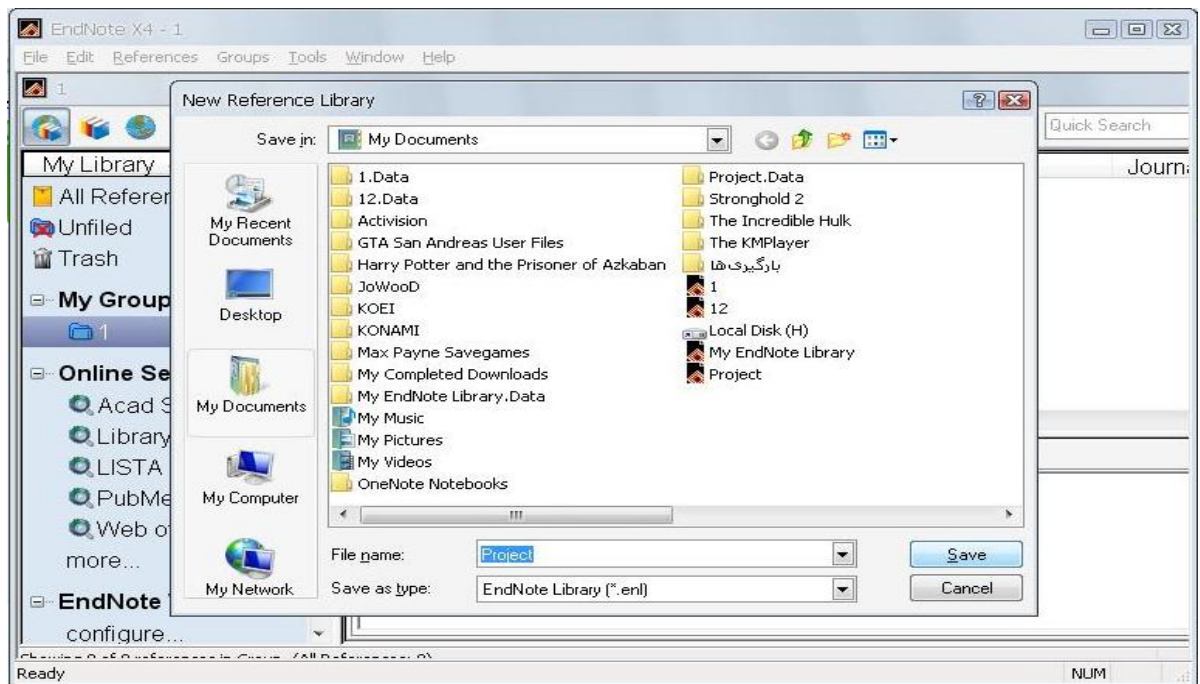 EndNote X4 - 1
File Edit References Groups Tools Window Help
1
New Reference Library
Quick Search
Save in: My Documents
My Library
Journa
All Referen
Unfiled
Trash
My Group
1
Online Se
Acad S
Library
LISTA
PubMe
Web of
more...
EndNote
configure...
My Recent
Documents
Desktop
My Documents
My Computer
My Network
1.Data
12.Data
Activision
GTA San Andreas User Files
Harry Potter and the Prisoner of Azkaban
JoWooD
KOEI
KONAMI
Max Payne Savegames
My Completed Downloads
My EndNote Library.Data
My Music
My Pictures
My Videos
OneNote Notebooks
Project.Data
Stronghold 2
The Incredible Hulk
The KMPlayer
بارگیری‌ها
1
12
Local Disk (H)
My EndNote Library
Project
File name: Project
Save
Save as type: EndNote Library (*.enl)
Cancel
Ready
NUM